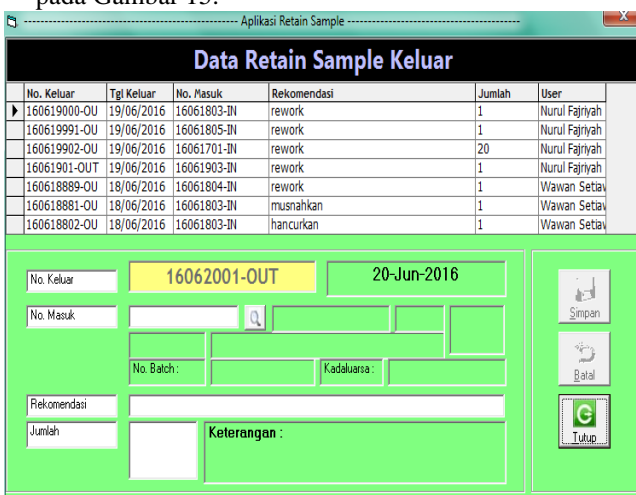 pada Gambar 15.
Aplikasi Retain Sample
X
Data Retain Sample Keluar
No. Keluar Tgl Keluar No. Masuk Rekomendasi Jumlah User
160619000-OU 19/06/2016 16061803-IN rework 1 Nurul Fajriyah
160619991-OU 19/06/2016 16061805-IN rework 1 Nurul Fajriyah
160619902-OU 19/06/2016 16061701-IN rework 20 Nurul Fajriyah
16061901-OUT 19/06/2016 16061903-IN rework 1 Nurul Fajriyah
160618889-OU 18/06/2016 16061804-IN rework 1 Wawan Setiav
160618881-OU 18/06/2016 16061803-IN musnahkan 1 Wawan Setiav
160618802-OU 18/06/2016 16061803-IN hancurkan 1 Wawan Setiav
No. Keluar 16062001-OUT 20-Jun-2016
No. Masuk
No. Batch : Kadaluarsa :
Rekomendasi
Jumlah Keterangan :
Simpan
Batal
Tutup